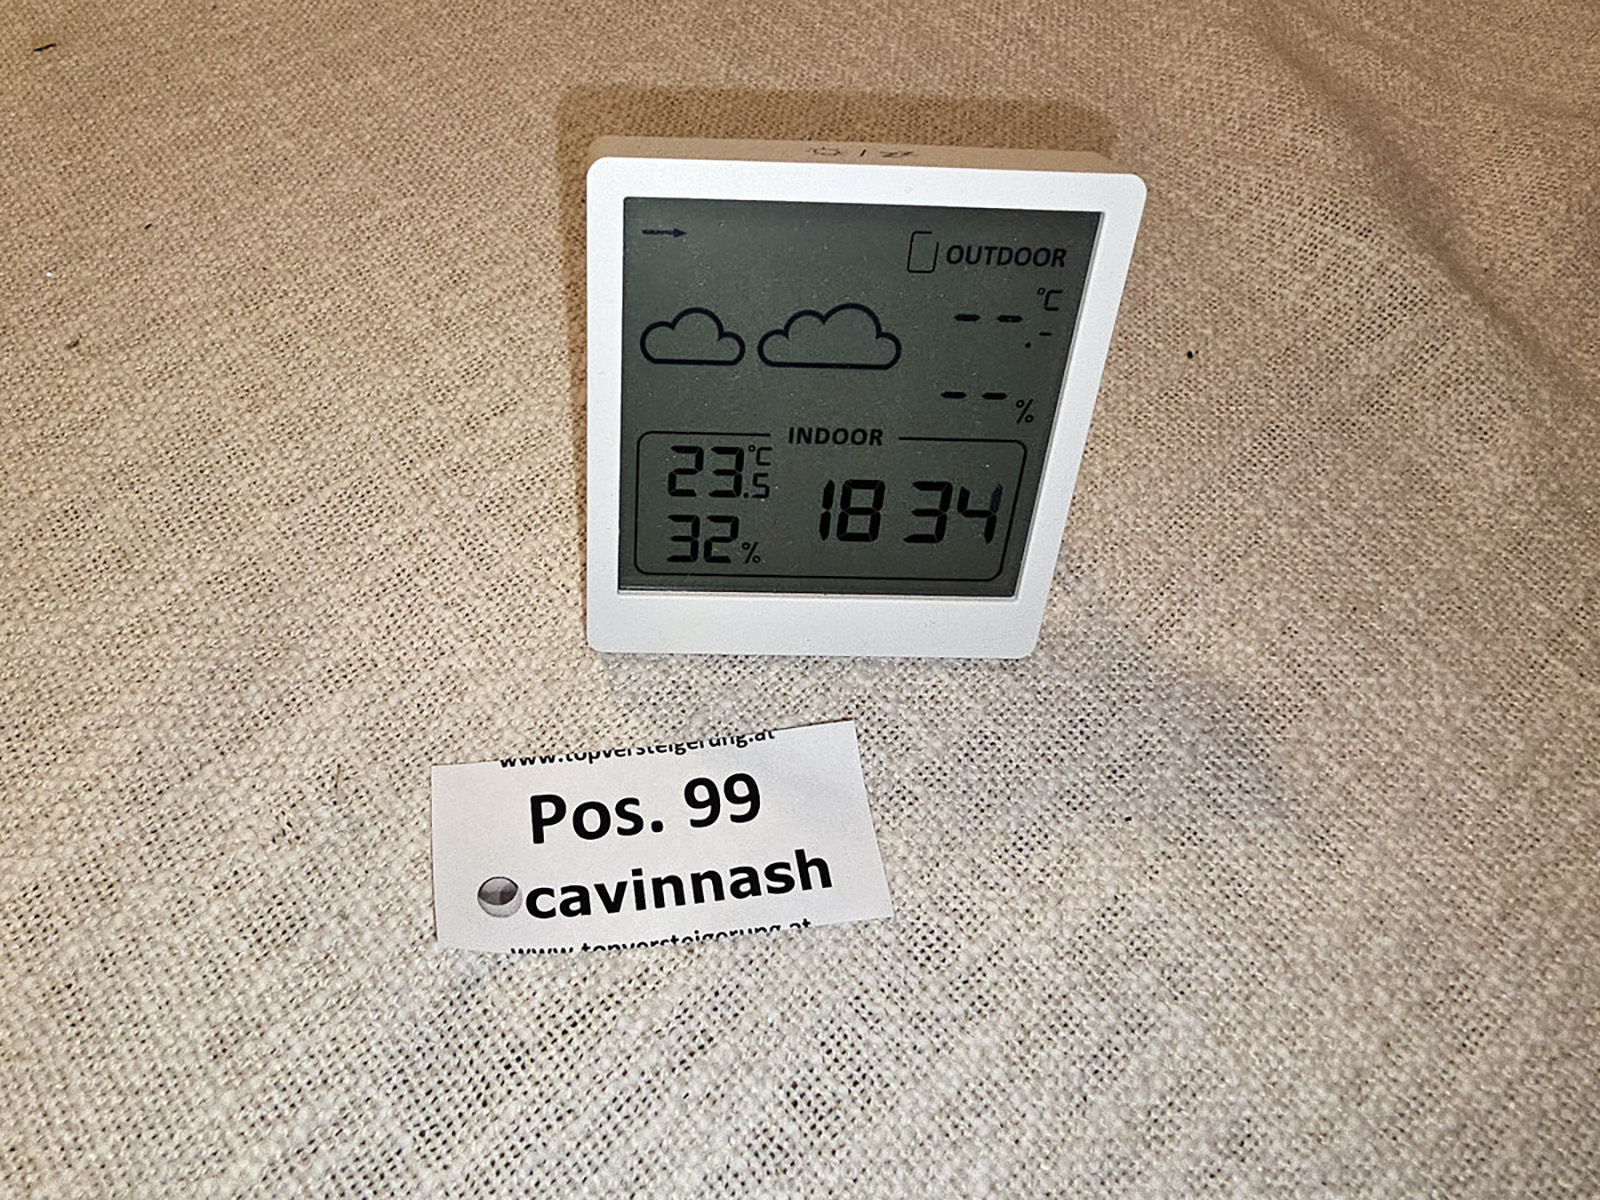 OUTDOOR
--.- °C
-- %
INDOOR
23.5 °C
18 34
32 %
www.topversteigerung.at
Pos. 99
cavinnash
www.topversteigerung.at